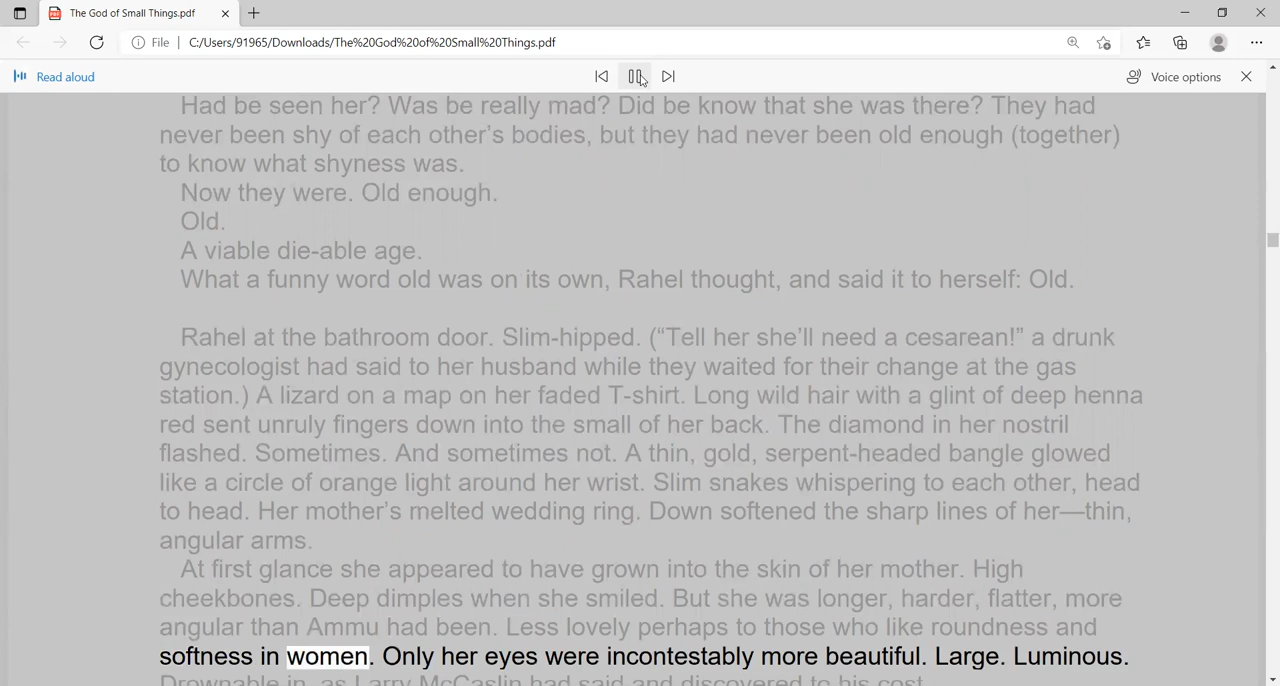 The God of Small Things.pdf
File | C:/Users/91965/Downloads/The%20God%20of%20Small%20Things.pdf
Read aloud
Voice options
Had be seen her? Was be really mad? Did be know that she was there? They had
never been shy of each other's bodies, but they had never been old enough (together)
to know what shyness was.
Now they were. Old enough.
Old.
A viable die-able age.
What a funny word old was on its own, Rahel thought, and said it to herself: Old.
Rahel at the bathroom door. Slim-hipped. (“Tell her she’ll need a cesarean!” a drunk
gynecologist had said to her husband while they waited for their change at the gas
station.) A lizard on a map on her faded T-shirt. Long wild hair with a glint of deep henna
red sent unruly fingers down into the small of her back. The diamond in her nostril
flashed. Sometimes. And sometimes not. A thin, gold, serpent-headed bangle glowed
like a circle of orange light around her wrist. Slim snakes whispering to each other, head
to head. Her mother’s melted wedding ring. Down softened the sharp lines of her—thin,
angular arms.
At first glance she appeared to have grown into the skin of her mother. High
cheekbones. Deep dimples when she smiled. But she was longer, harder, flatter, more
angular than Ammu had been. Less lovely perhaps to those who like roundness and
softness in women. Only her eyes were incontestably more beautiful. Large. Luminous.
Drownable in, as Larry McCaslin had said and discovered to his cost.